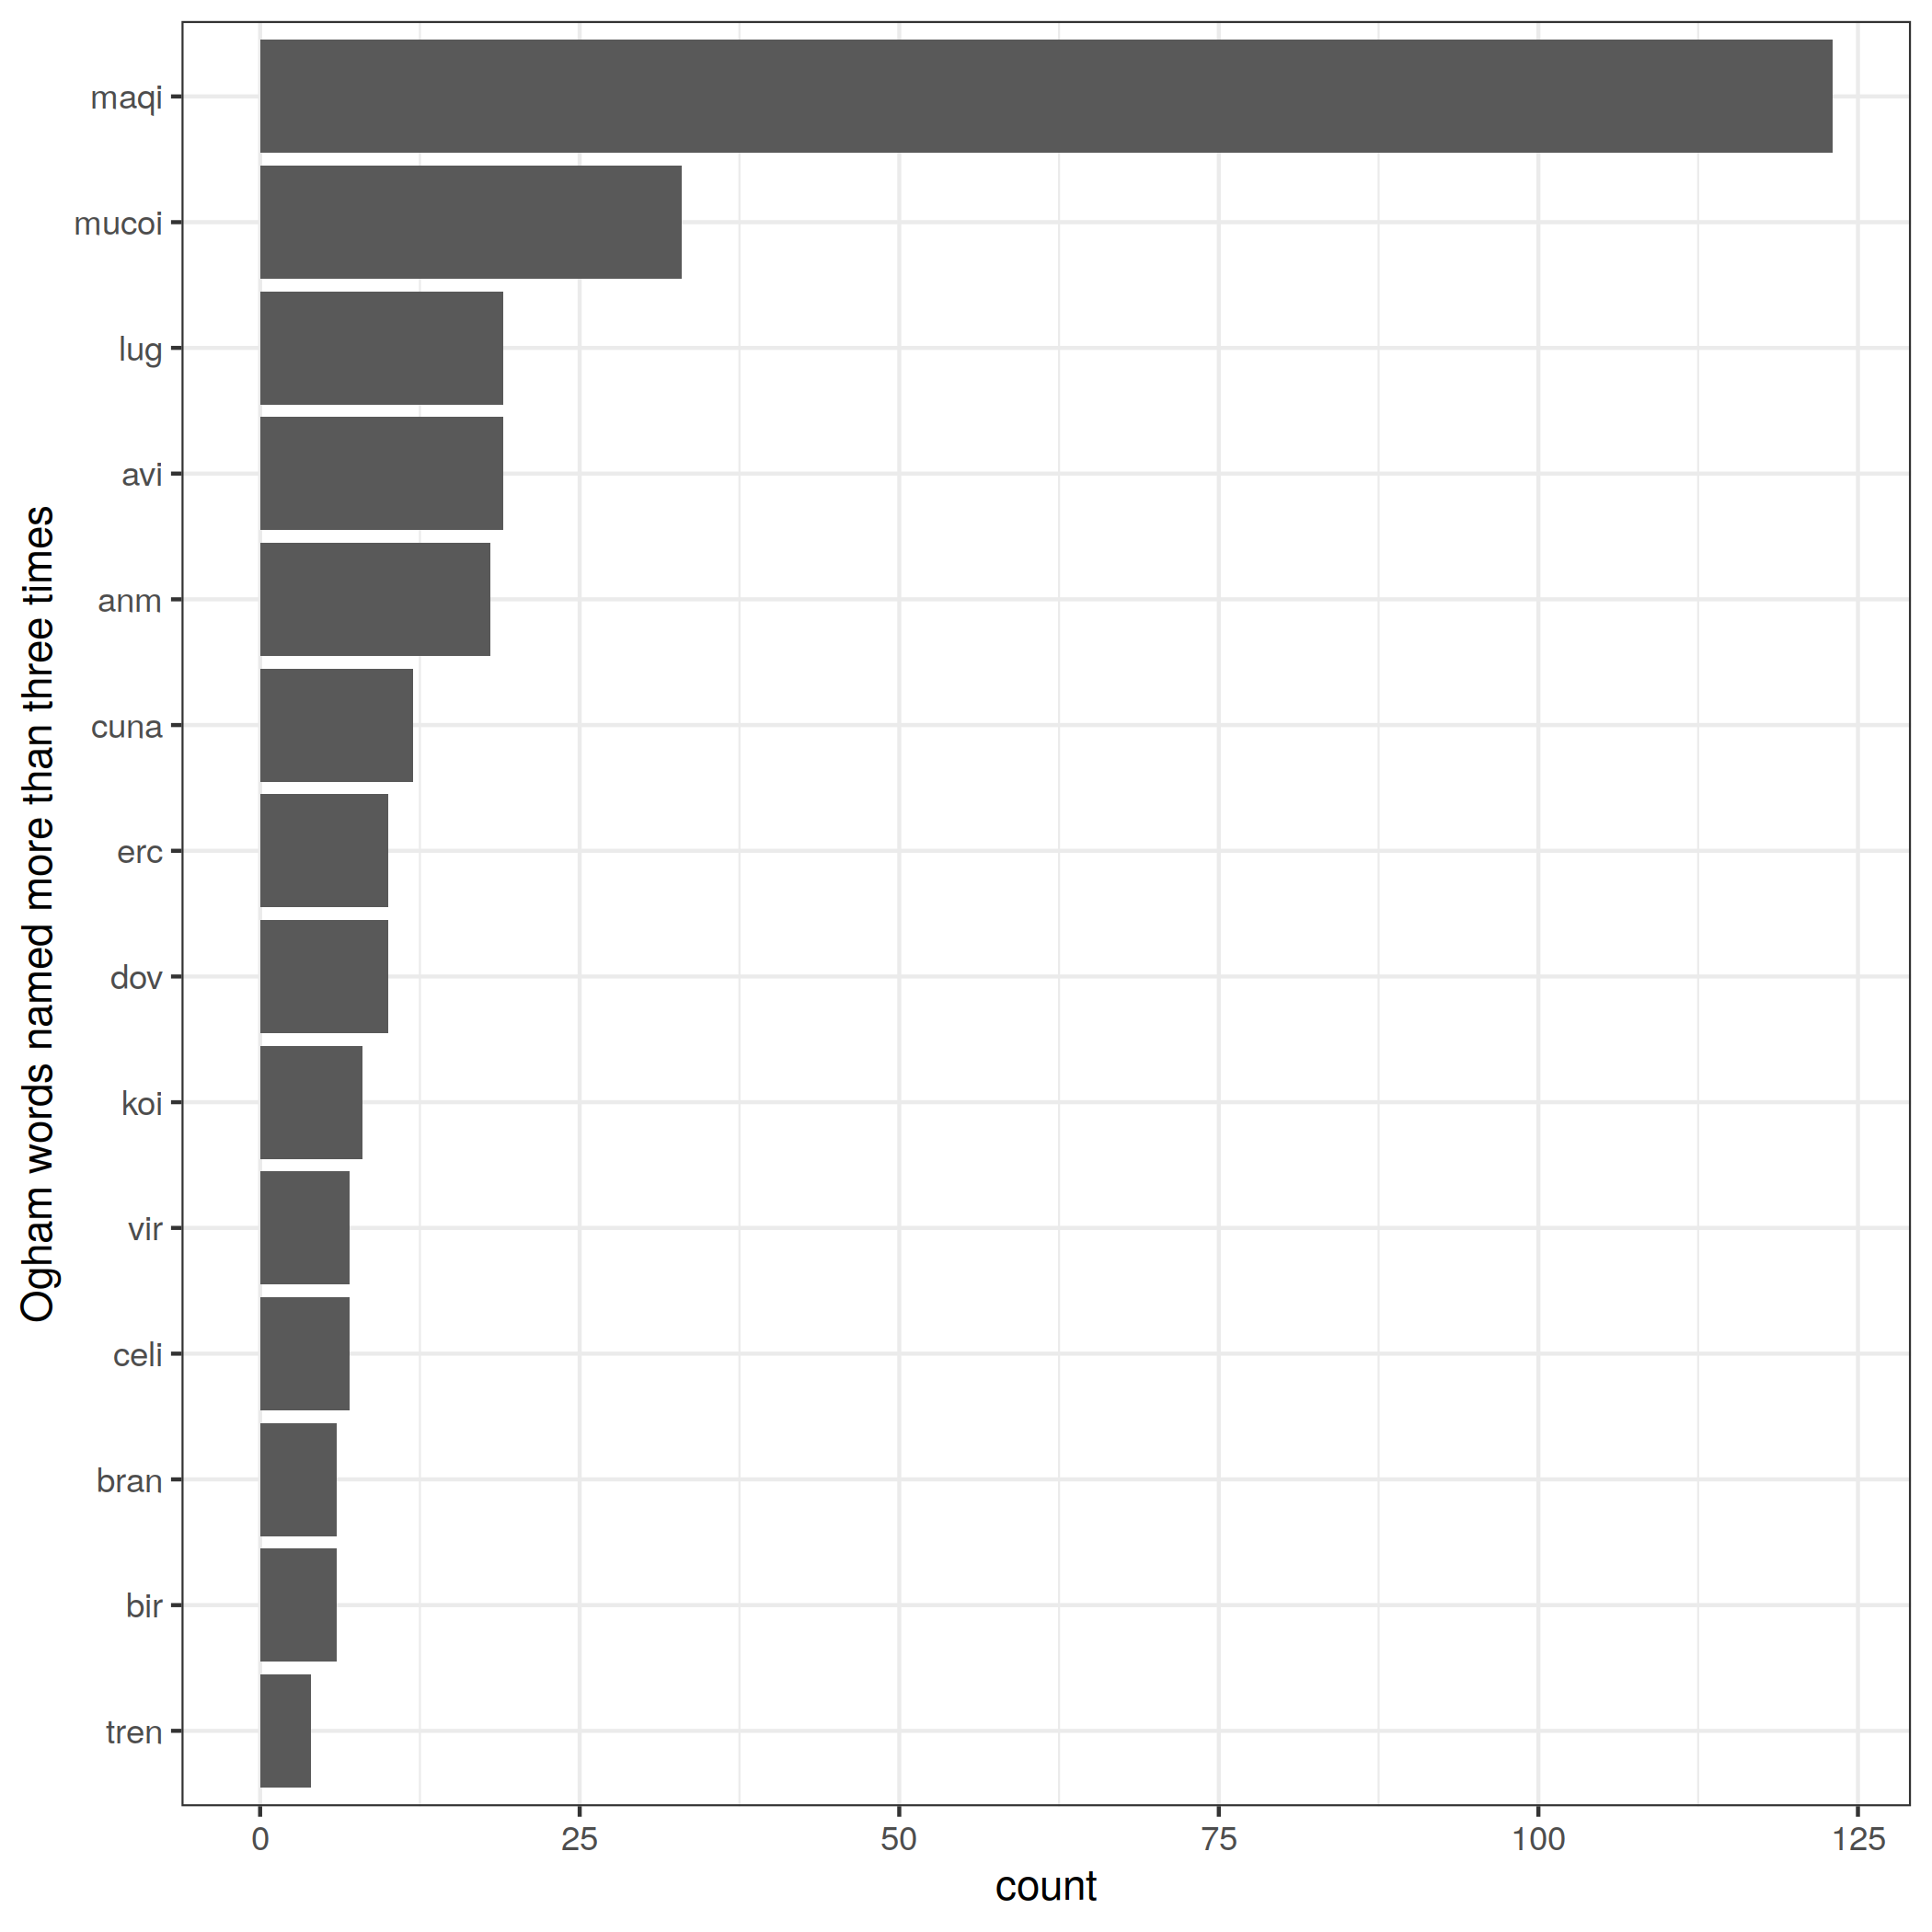 Ogham words named more than three times
maqi
mucoi
lug
avi
anm
cuna
erc
dov
koi
vir
celi
bran
bir
tren
0 25 50 75 100 125
count